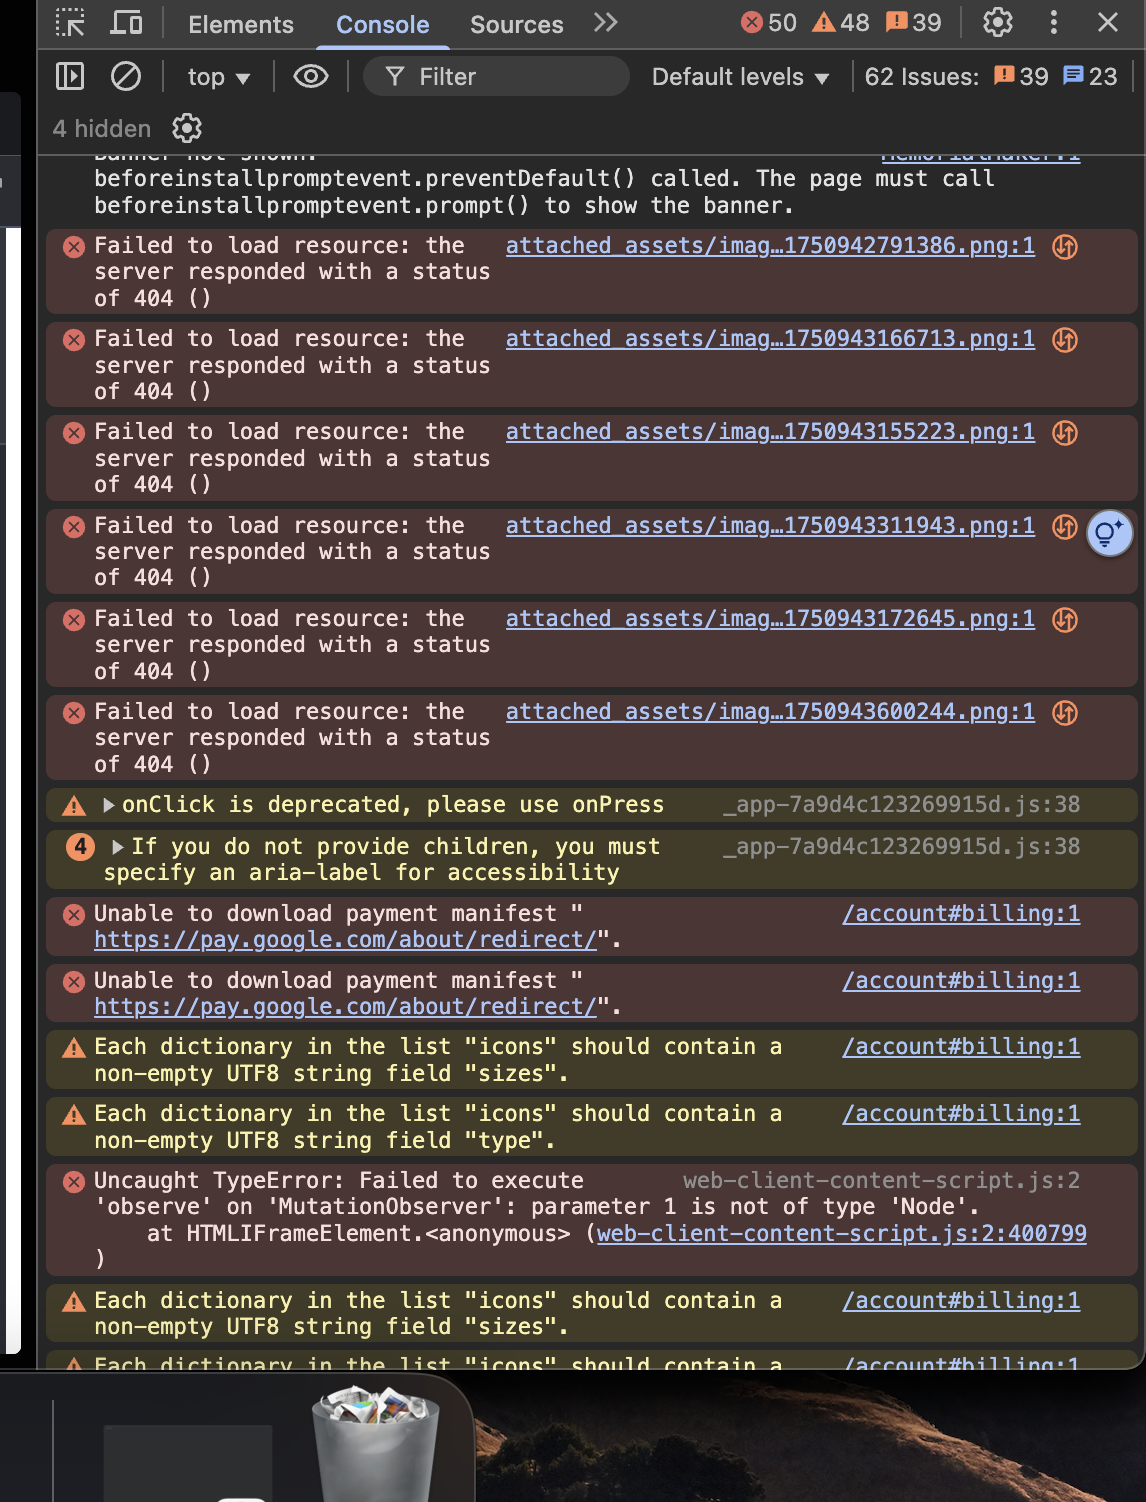 Elements Console Sources 50 48 39
top Filter Default levels 62 Issues: 39 23
4 hidden
Banner not shown: MemorialMaker:1
beforeinstallpromptevent.preventDefault() called. The page must call
beforeinstallpromptevent.prompt() to show the banner.
Failed to load resource: the attached_assets/imag…1750942791386.png:1
server responded with a status
of 404 ()
Failed to load resource: the attached_assets/imag…1750943166713.png:1
server responded with a status
of 404 ()
Failed to load resource: the attached_assets/imag…1750943155223.png:1
server responded with a status
of 404 ()
Failed to load resource: the attached_assets/imag…1750943311943.png:1
server responded with a status
of 404 ()
Failed to load resource: the attached_assets/imag…1750943172645.png:1
server responded with a status
of 404 ()
Failed to load resource: the attached_assets/imag…1750943600244.png:1
server responded with a status
of 404 ()
onClick is deprecated, please use onPress _app-7a9d4c123269915d.js:38
4 If you do not provide children, you must _app-7a9d4c123269915d.js:38
specify an aria-label for accessibility
Unable to download payment manifest " /account#billing:1
https://pay.google.com/about/redirect/".
Unable to download payment manifest " /account#billing:1
https://pay.google.com/about/redirect/".
Each dictionary in the list "icons" should contain a /account#billing:1
non-empty UTF8 string field "sizes".
Each dictionary in the list "icons" should contain a /account#billing:1
non-empty UTF8 string field "type".
Uncaught TypeError: Failed to execute web-client-content-script.js:2
'observe' on 'MutationObserver': parameter 1 is not of type 'Node'.
at HTMLIFrameElement.<anonymous> (web-client-content-script.js:2:400799
)
Each dictionary in the list "icons" should contain a /account#billing:1
non-empty UTF8 string field "sizes".
Each dictionary in the list "icons" should contain a /account#billing:1